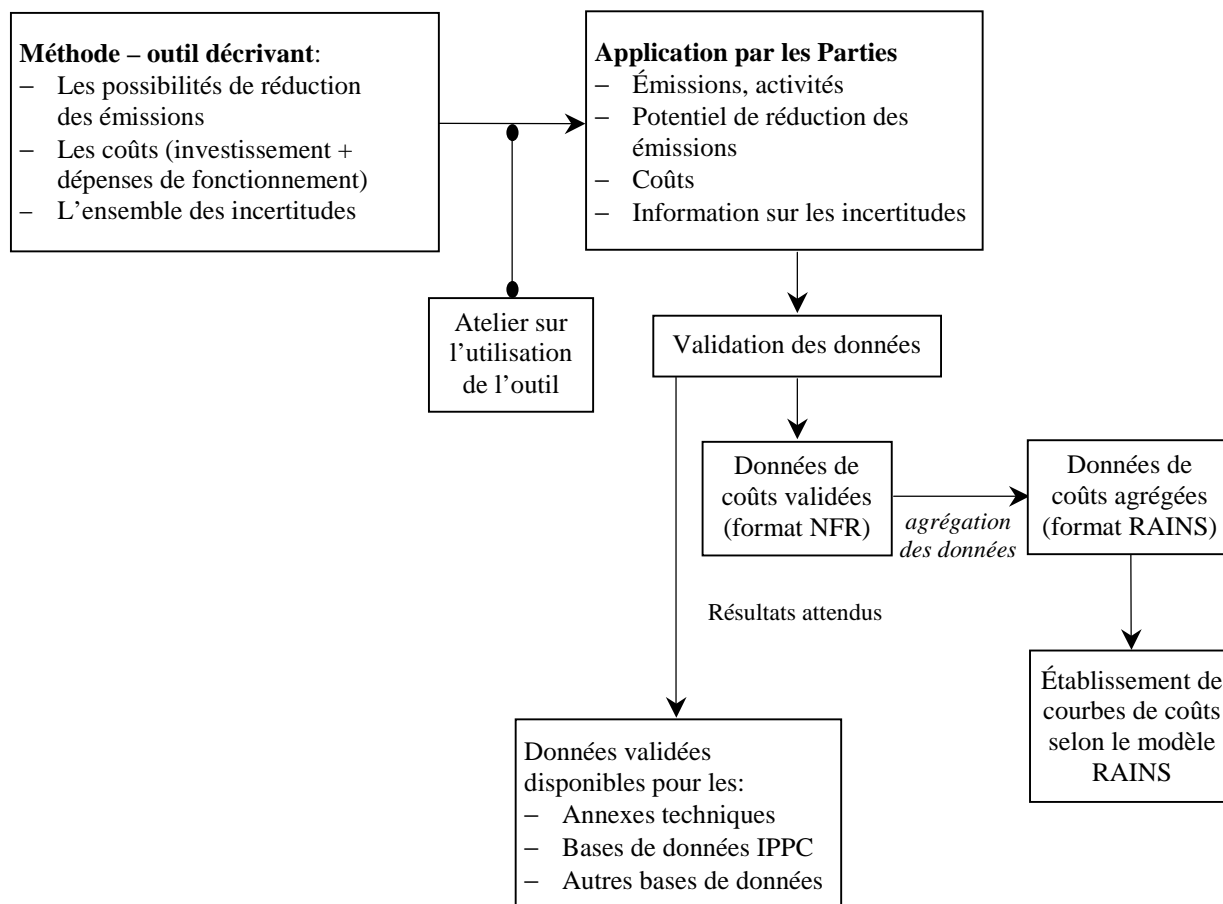 Méthode – outil décrivant:
– Les possibilités de réduction
des émissions
– Les coûts (investissement +
dépenses de fonctionnement)
– L’ensemble des incertitudes
Application par les Parties
– Émissions, activités
– Potentiel de réduction des
émissions
– Coûts
– Information sur les incertitudes
Atelier sur
l’utilisation
de l’outil
Validation des données
Données de
coûts validées
(format NFR)
agrégation
des données
Données de
coûts agrégées
(format RAINS)
Résultats attendus
Établissement de
courbes de coûts
selon le modèle
RAINS
Données validées
disponibles pour les:
– Annexes techniques
– Bases de données IPPC
– Autres bases de données